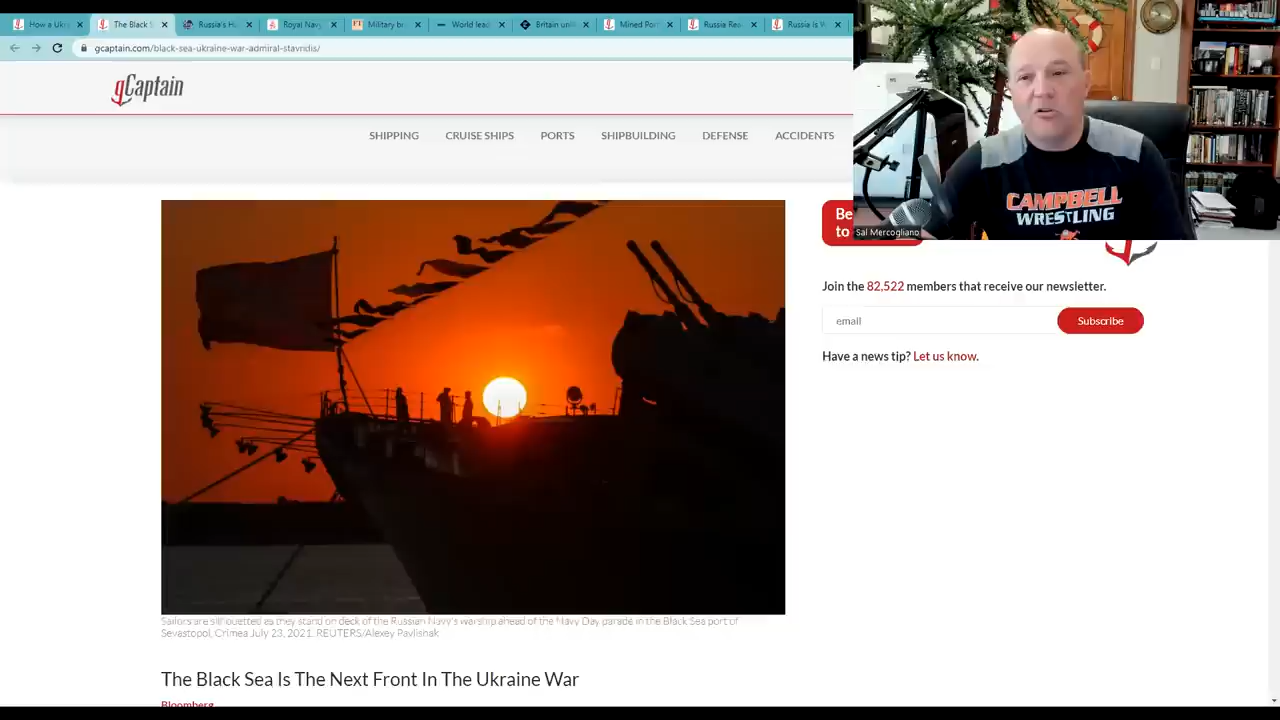 How a Ukra
The Black S
Russia's Hu
Royal Navy
Military br
World lead
Britain unl
Mined Por
Russia Rea
Russia Is W
gcaptain.com/black-sea-ukraine-war-admiral-stavridis/
gCaptain
SHIPPING
CRUISE SHIPS
PORTS
SHIPBUILDING
DEFENSE
ACCIDENTS
CAMPBELL
WRESTLING
Sal Mercogliano
Be
to
Join the 82,522 members that receive our newsletter.
email
Subscribe
Have a news tip? Let us know.
Sailors are silhouetted as they stand on deck of the Russian Navy's warship ahead of the Navy Day parade in the Black Sea port of
Sevastopol, Crimea July 23, 2021. REUTERS/Alexey Pavlishak
The Black Sea Is The Next Front In The Ukraine War
Bloomberg